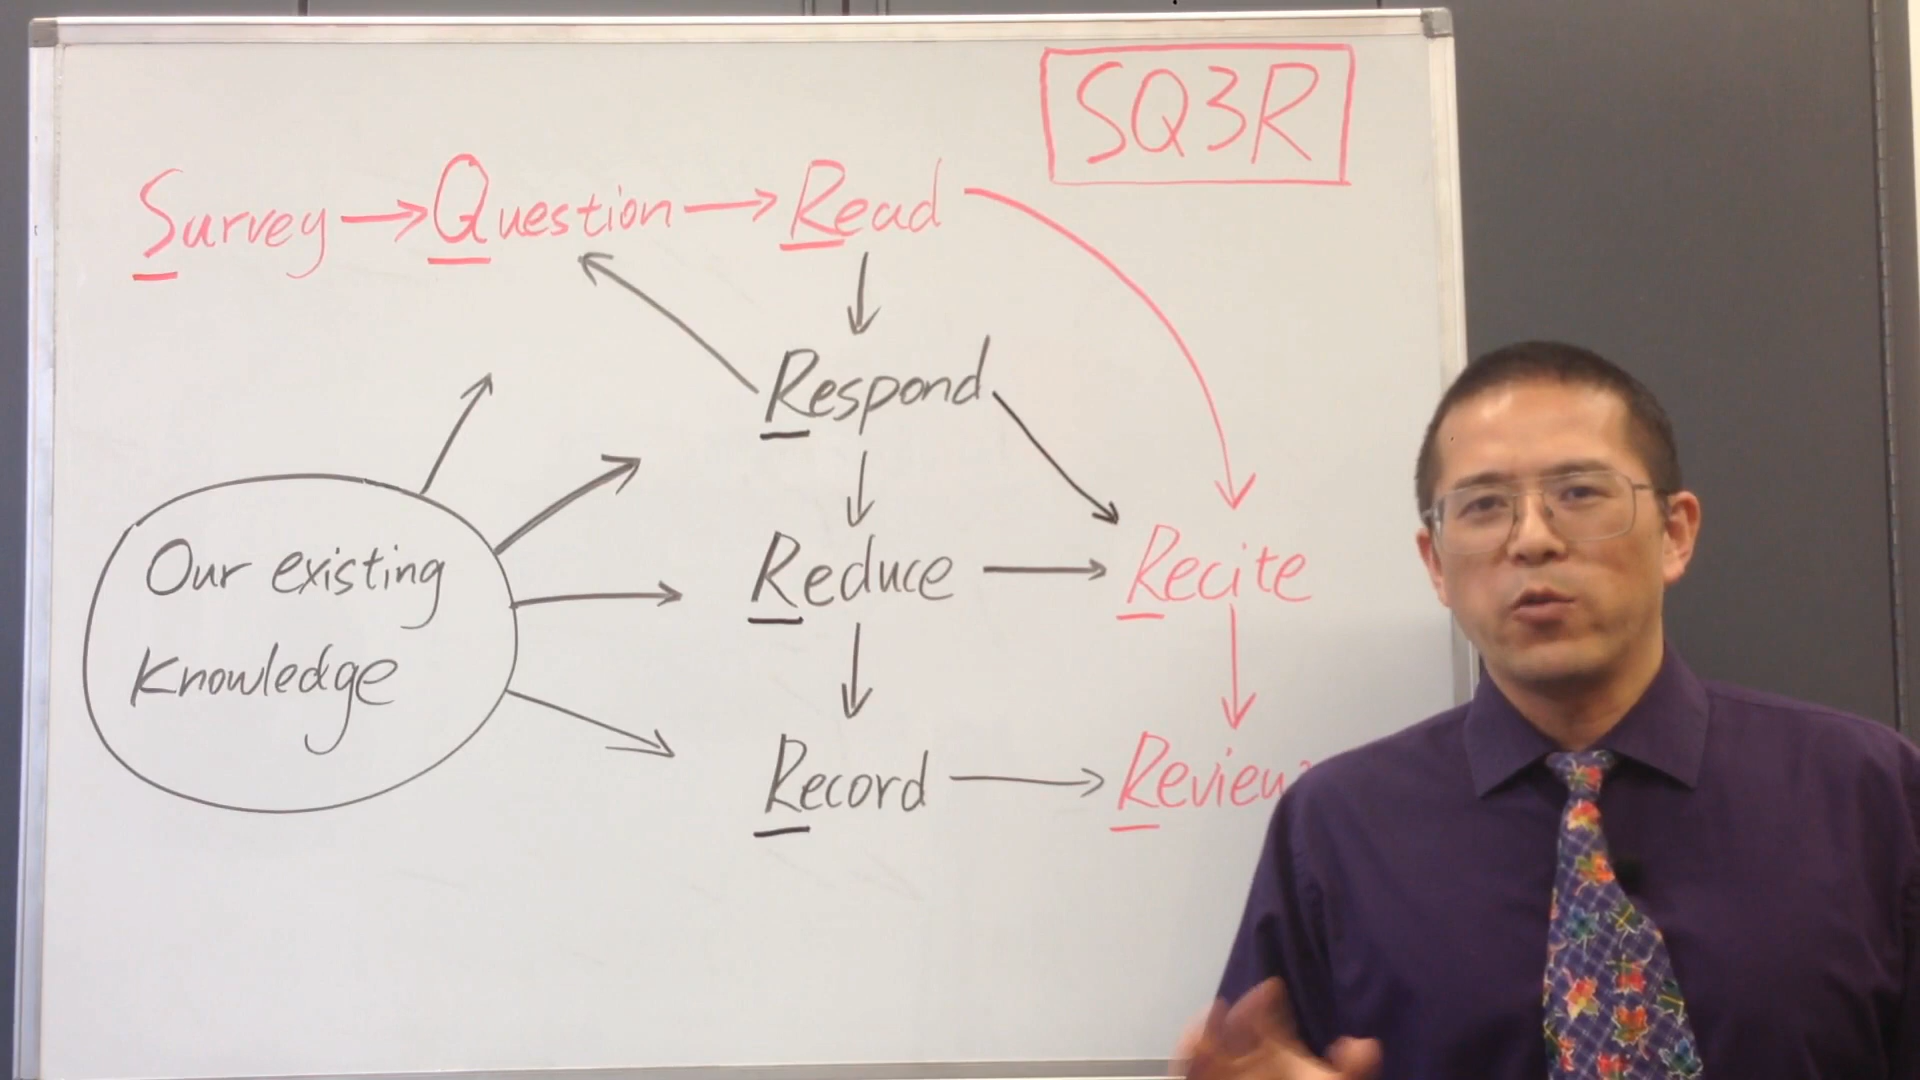 SQ3R
Survey → Question → Read
Respond
Our existing
Knowledge
Reduce → Recite
Record → Review